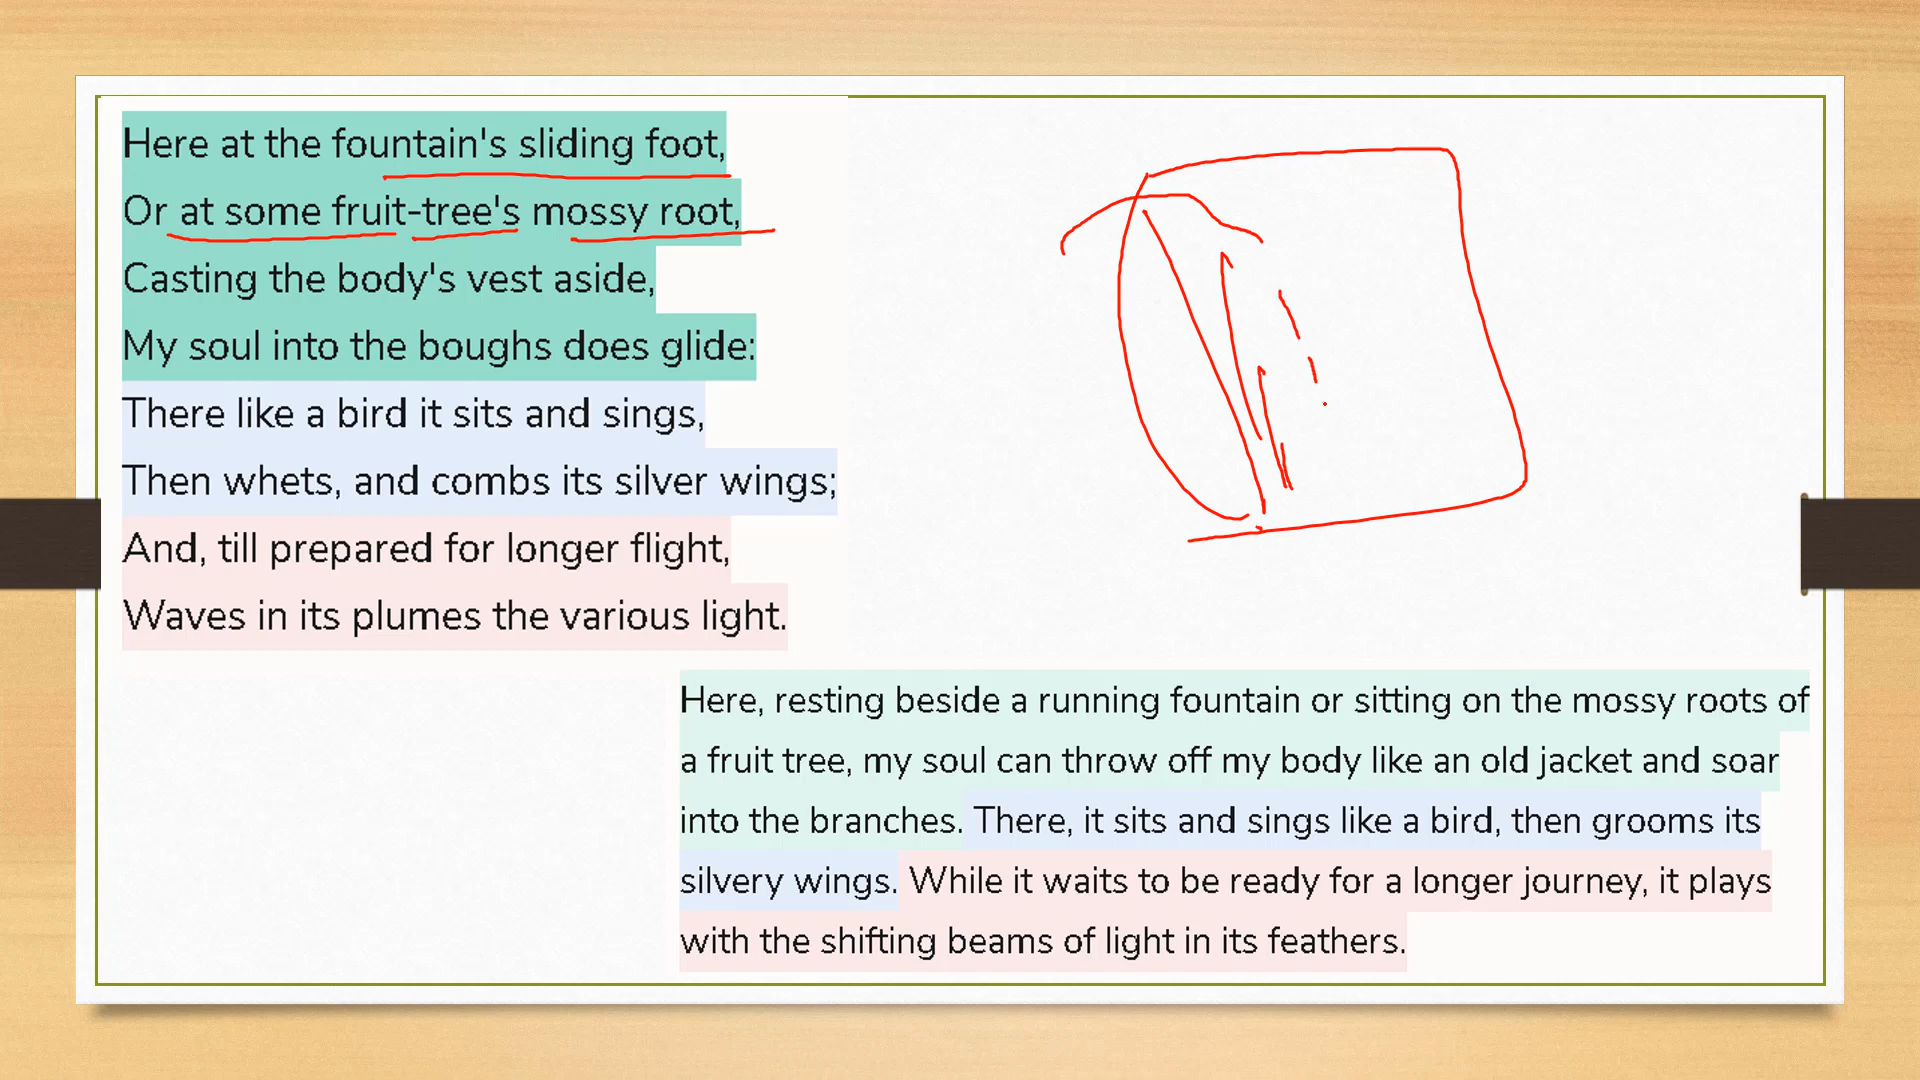 Here at the fountain's sliding foot,
Or at some fruit-tree's mossy root,
Casting the body's vest aside,
My soul into the boughs does glide:
There like a bird it sits and sings,
Then whets, and combs its silver wings;
And, till prepared for longer flight,
Waves in its plumes the various light.
Here, resting beside a running fountain or sitting on the mossy roots of
a fruit tree, my soul can throw off my body like an old jacket and soar
into the branches. There, it sits and sings like a bird, then grooms its
silvery wings. While it waits to be ready for a longer journey, it plays
with the shifting beams of light in its feathers.